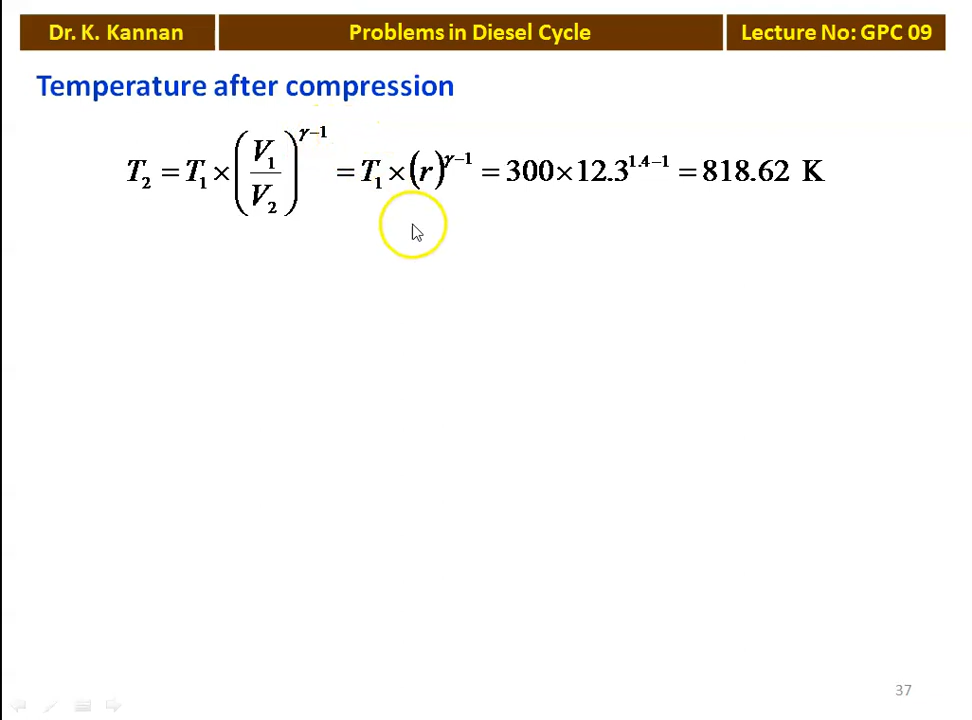 Dr. K. Kannan Problems in Diesel Cycle Lecture No: GPC 09
Temperature after compression
T₂ = T₁ × (V₁/V₂)^(γ−1) = T₁ × (r)^(γ−1) = 300 × 12.3^(1.4−1) = 818.62 K
37